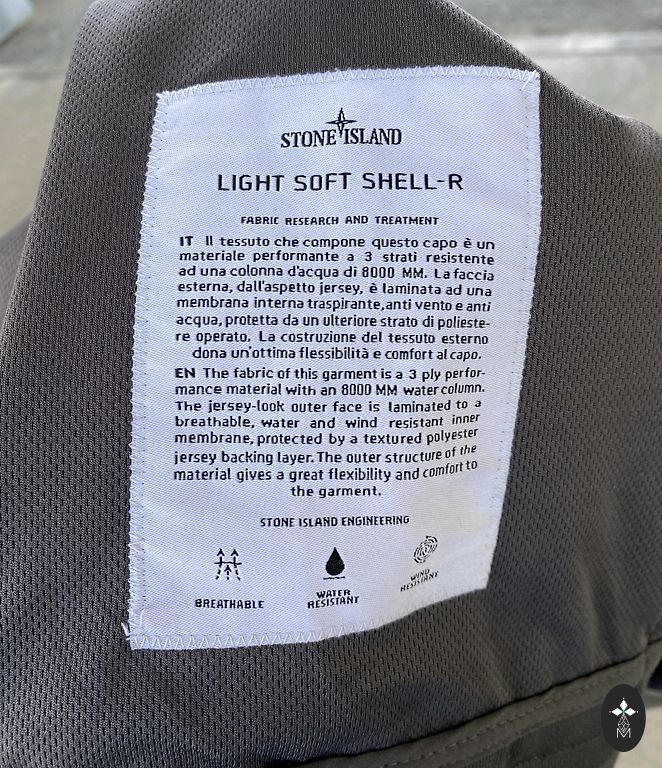 STONE ISLAND
LIGHT SOFT SHELL-R
FABRIC RESEARCH AND TREATMENT
IT Il tessuto che compone questo capo è un
materiale performante a 3 strati resistente
ad una colonna d'acqua di 8000 MM. La faccia
esterna, dall'aspetto jersey, è laminata ad una
membrana interna traspirante,anti vento e anti
acqua, protetta da un ulteriore strato di polieste-
re operato. La costruzione del tessuto esterno
dona un'ottima flessibilità e comfort al capo.
EN The fabric of this garment is a 3 ply perfor-
mance material with an 8000 MM water column.
The jersey-look outer face is laminated to a
breathable, water and wind resistant inner
membrane, protected by a textured polyester
jersey backing layer. The outer structure of the
material gives a great flexibility and comfort to
the garment.
STONE ISLAND ENGINEERING
BREATHABLE
WATER
RESISTANT
WIND
RESISTANT
M